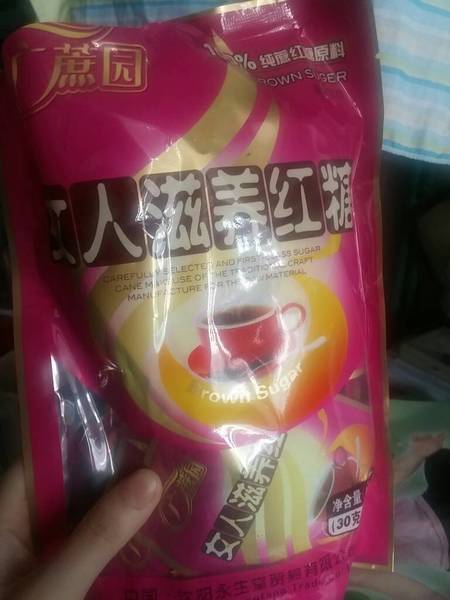 蔗园
纯蔗红糖原料
BROWN SUGAR
女人滋养红糖
CAREFULLY SELECTED AND FIRST CLASS SUGAR
CANE MAKE USE OF THE TRADITIONAL CRAFT
MANUFACTURE FOR THE RAW MATERIAL
Brown Sugar
女人滋养
净含量
(30克